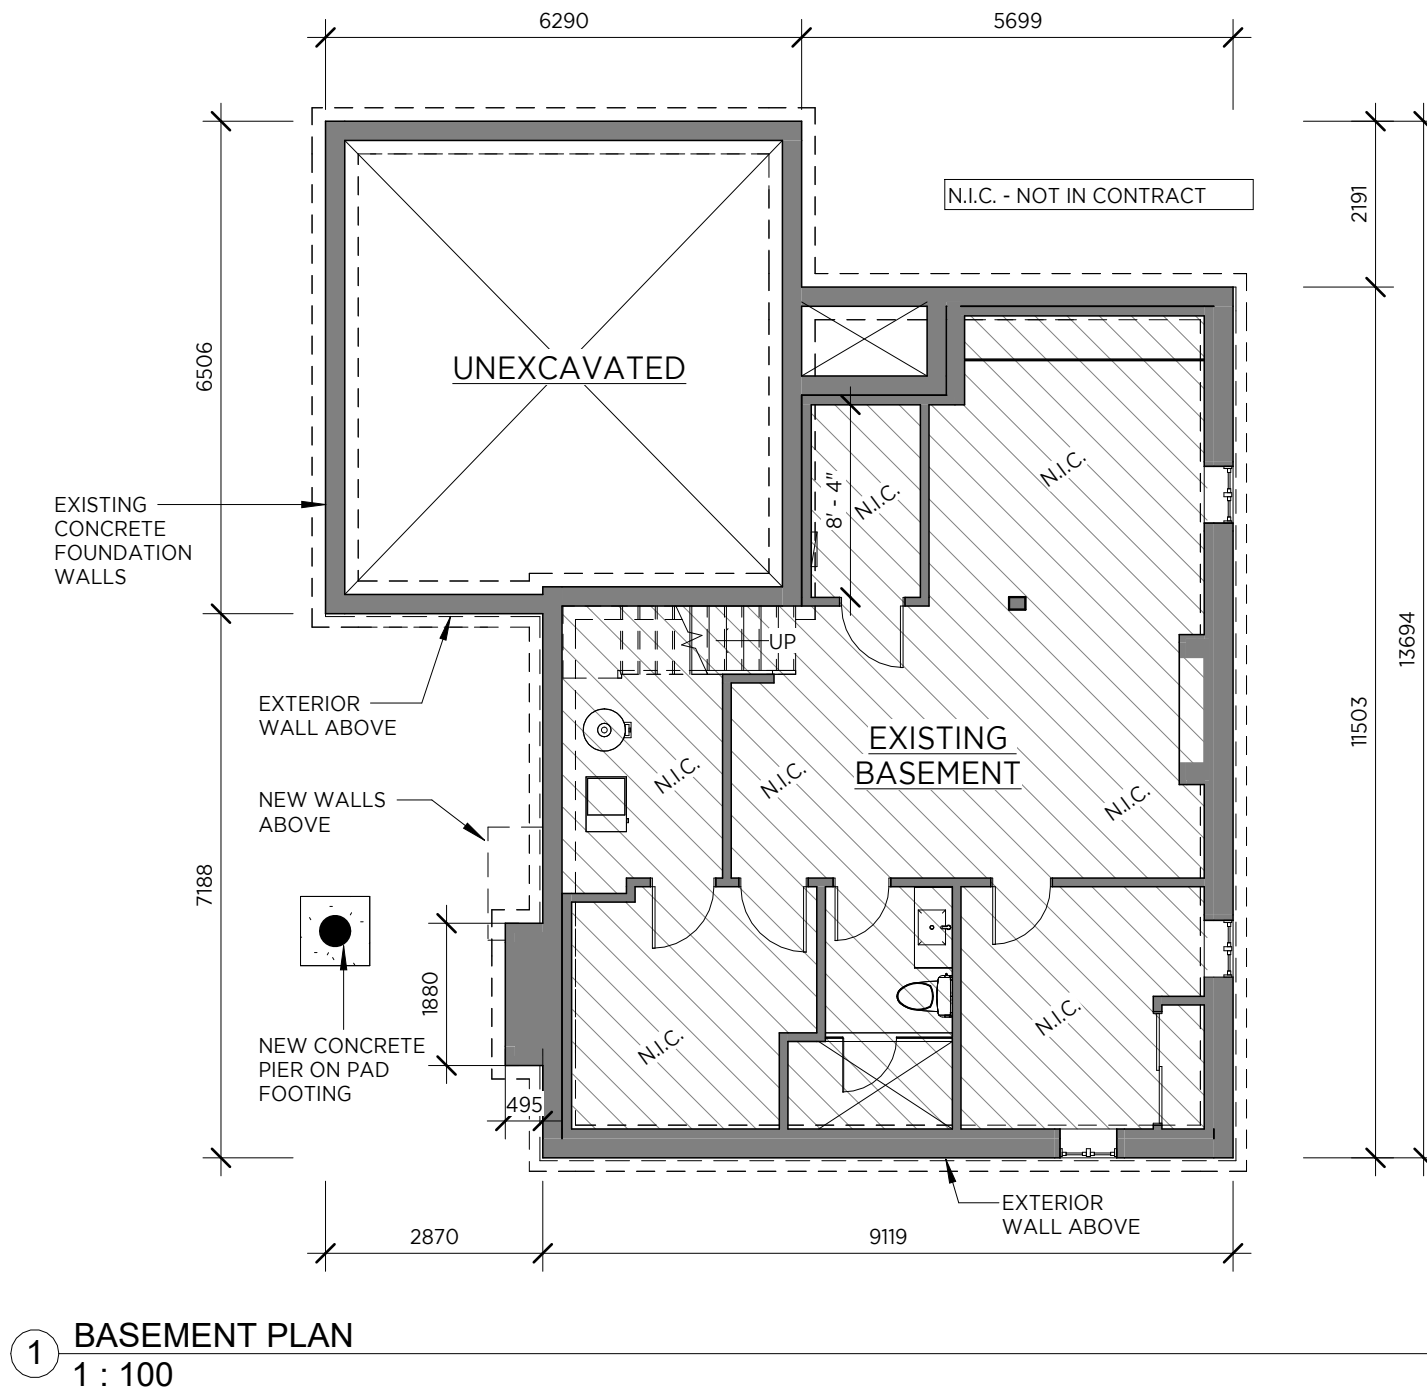 6290
5699
N.I.C. - NOT IN CONTRACT
2191
6506
UNEXCAVATED
N.I.C.
8' - 4"
N.I.C.
EXISTING
CONCRETE
FOUNDATION
WALLS
13694
UP
EXTERIOR
WALL ABOVE
11503
EXISTING
BASEMENT
N.I.C.
N.I.C.
N.I.C.
NEW WALLS
ABOVE
7188
1880
N.I.C.
N.I.C.
NEW CONCRETE
PIER ON PAD
FOOTING
495
EXTERIOR
WALL ABOVE
2870
9119
1
BASEMENT PLAN
1 : 100